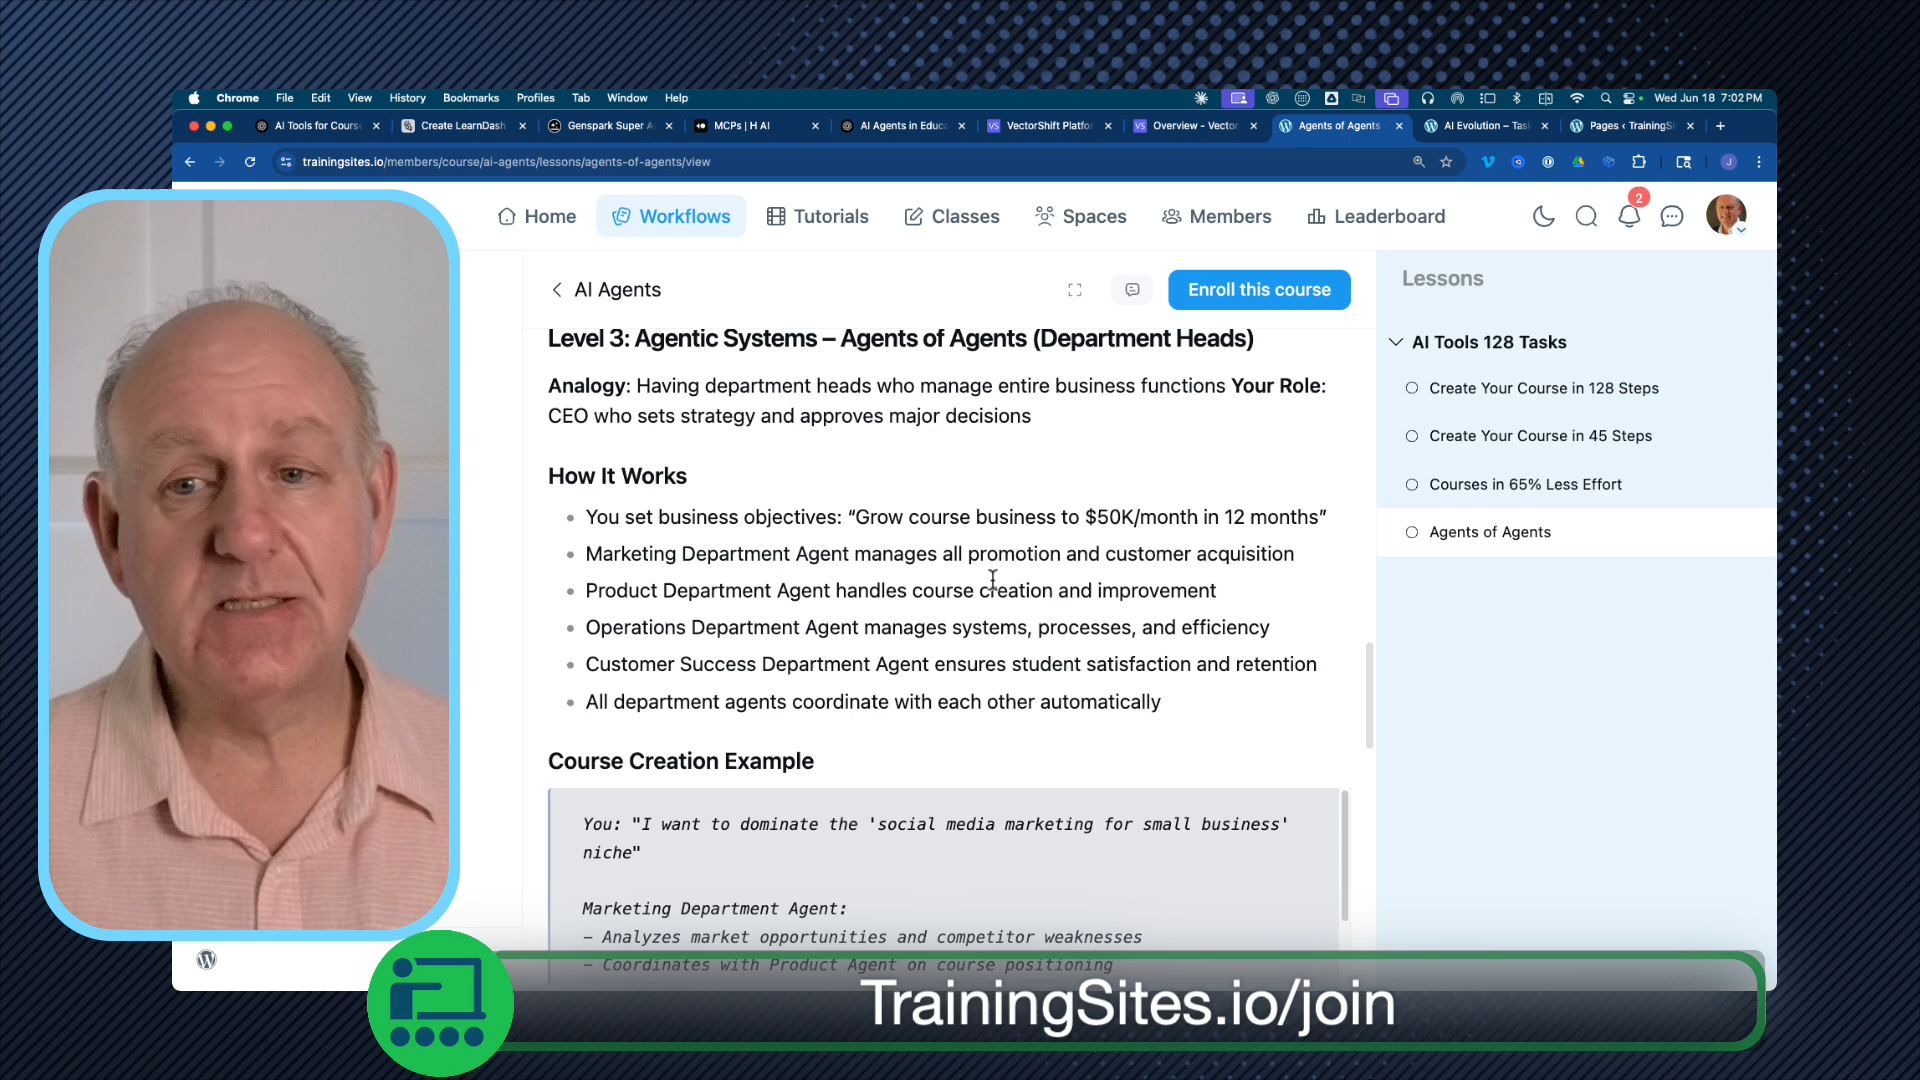 Chrome File Edit View History Bookmarks Profiles Tab Window Help Wed Jun 18 7:02 PM
AI Tools for Cours Create LearnDash Genspark Super A MCPs | H AI AI Agents in Educa VectorShift Platfor Overview - Vector Agents of Agents AI Evolution – Tas Pages ‹ TrainingSi
trainingsites.io/members/course/ai-agents/lessons/agents-of-agents/view
Home Workflows Tutorials Classes Spaces Members Leaderboard 2
AI Agents
Enroll this course
Level 3: Agentic Systems – Agents of Agents (Department Heads)
Analogy: Having department heads who manage entire business functions Your Role:
CEO who sets strategy and approves major decisions
How It Works
• You set business objectives: “Grow course business to $50K/month in 12 months”
• Marketing Department Agent manages all promotion and customer acquisition
• Product Department Agent handles course creation and improvement
• Operations Department Agent manages systems, processes, and efficiency
• Customer Success Department Agent ensures student satisfaction and retention
• All department agents coordinate with each other automatically
Course Creation Example
You: "I want to dominate the 'social media marketing for small business'
niche"
Marketing Department Agent:
– Analyzes market opportunities and competitor weaknesses
– Coordinates with Product Agent on course positioning
Lessons
AI Tools 128 Tasks
Create Your Course in 128 Steps
Create Your Course in 45 Steps
Courses in 65% Less Effort
Agents of Agents
TrainingSites.io/join